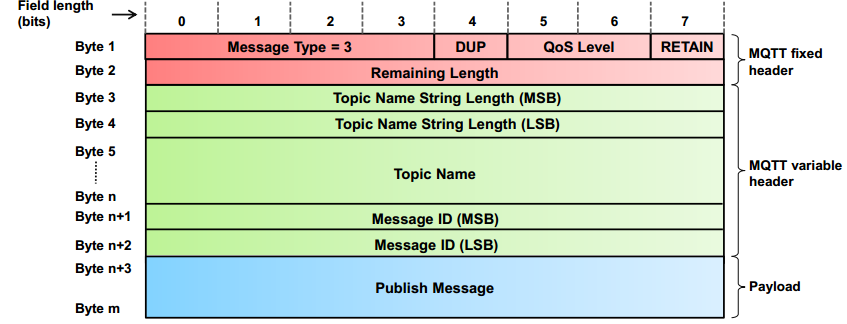 Field length
(bits)
0 1 2 3 4 5 6 7
Byte 1 Message Type = 3 DUP QoS Level RETAIN
MQTT fixed
header
Byte 2 Remaining Length
Byte 3 Topic Name String Length (MSB)
Byte 4 Topic Name String Length (LSB)
Byte 5
Topic Name
MQTT variable
header
Byte n
Byte n+1 Message ID (MSB)
Byte n+2 Message ID (LSB)
Byte n+3
Publish Message
Payload
Byte m